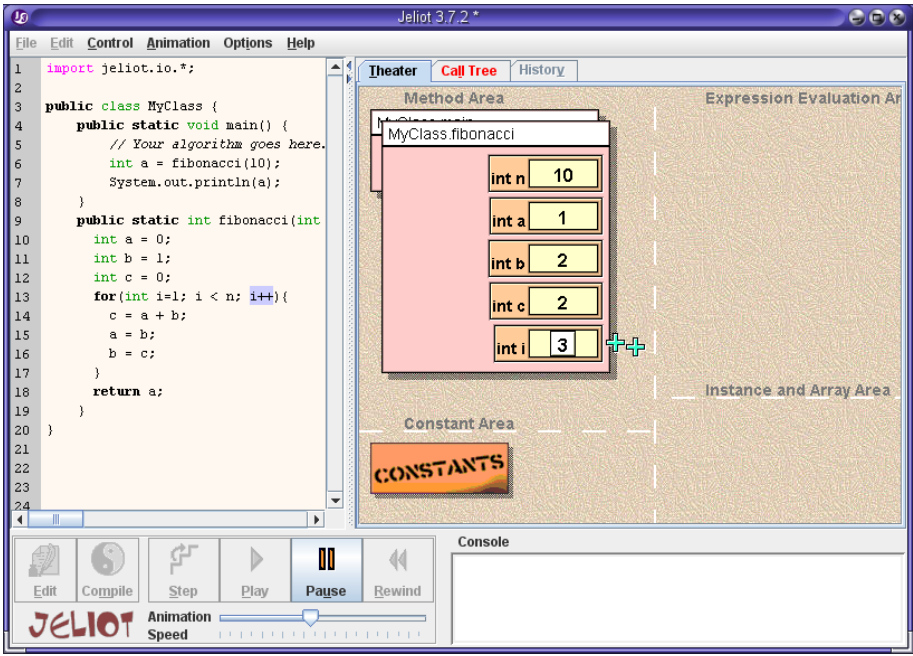 Jeliot 3.7.2 *
File Edit Control Animation Options Help
1 import jeliot.io.*;
2
3 public class MyClass {
4 public static void main() {
5 // Your algorithm goes here.
6 int a = fibonacci(10);
7 System.out.println(a);
8 }
9 public static int fibonacci(int
10 int a = 0;
11 int b = 1;
12 int c = 0;
13 for(int i=1; i < n; i++){
14 c = a + b;
15 a = b;
16 b = c;
17 }
18 return a;
19 }
20 }
21
22
23
24
Theater Call Tree History
Method Area
Expression Evaluation Ar
MyClass.main
MyClass.fibonacci
int n 10
int a 1
int b 2
int c 2
int i 3 ++
Instance and Array Area
Constant Area
CONSTANTS
Edit Compile Step Play Pause Rewind
JELIOT
Animation
Speed
Console